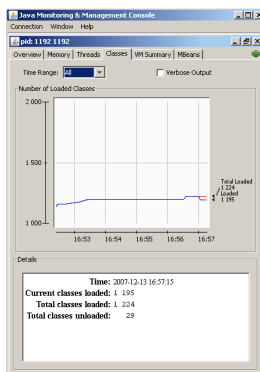 Java Monitoring & Management Console
Connection Window Help
pid: 1192 1192
Overview Memory Threads Classes VM Summary MBeans
Time Range: All Verbose Output
Number of Loaded Classes
2 000
1 500
1 000
Total Loaded
1 224
Loaded
1 195
16:53 16:54 16:55 16:56 16:57
Details
Time: 2007-12-13 16:57:15
Current classes loaded: 1 195
Total classes loaded: 1 224
Total classes unloaded: 29